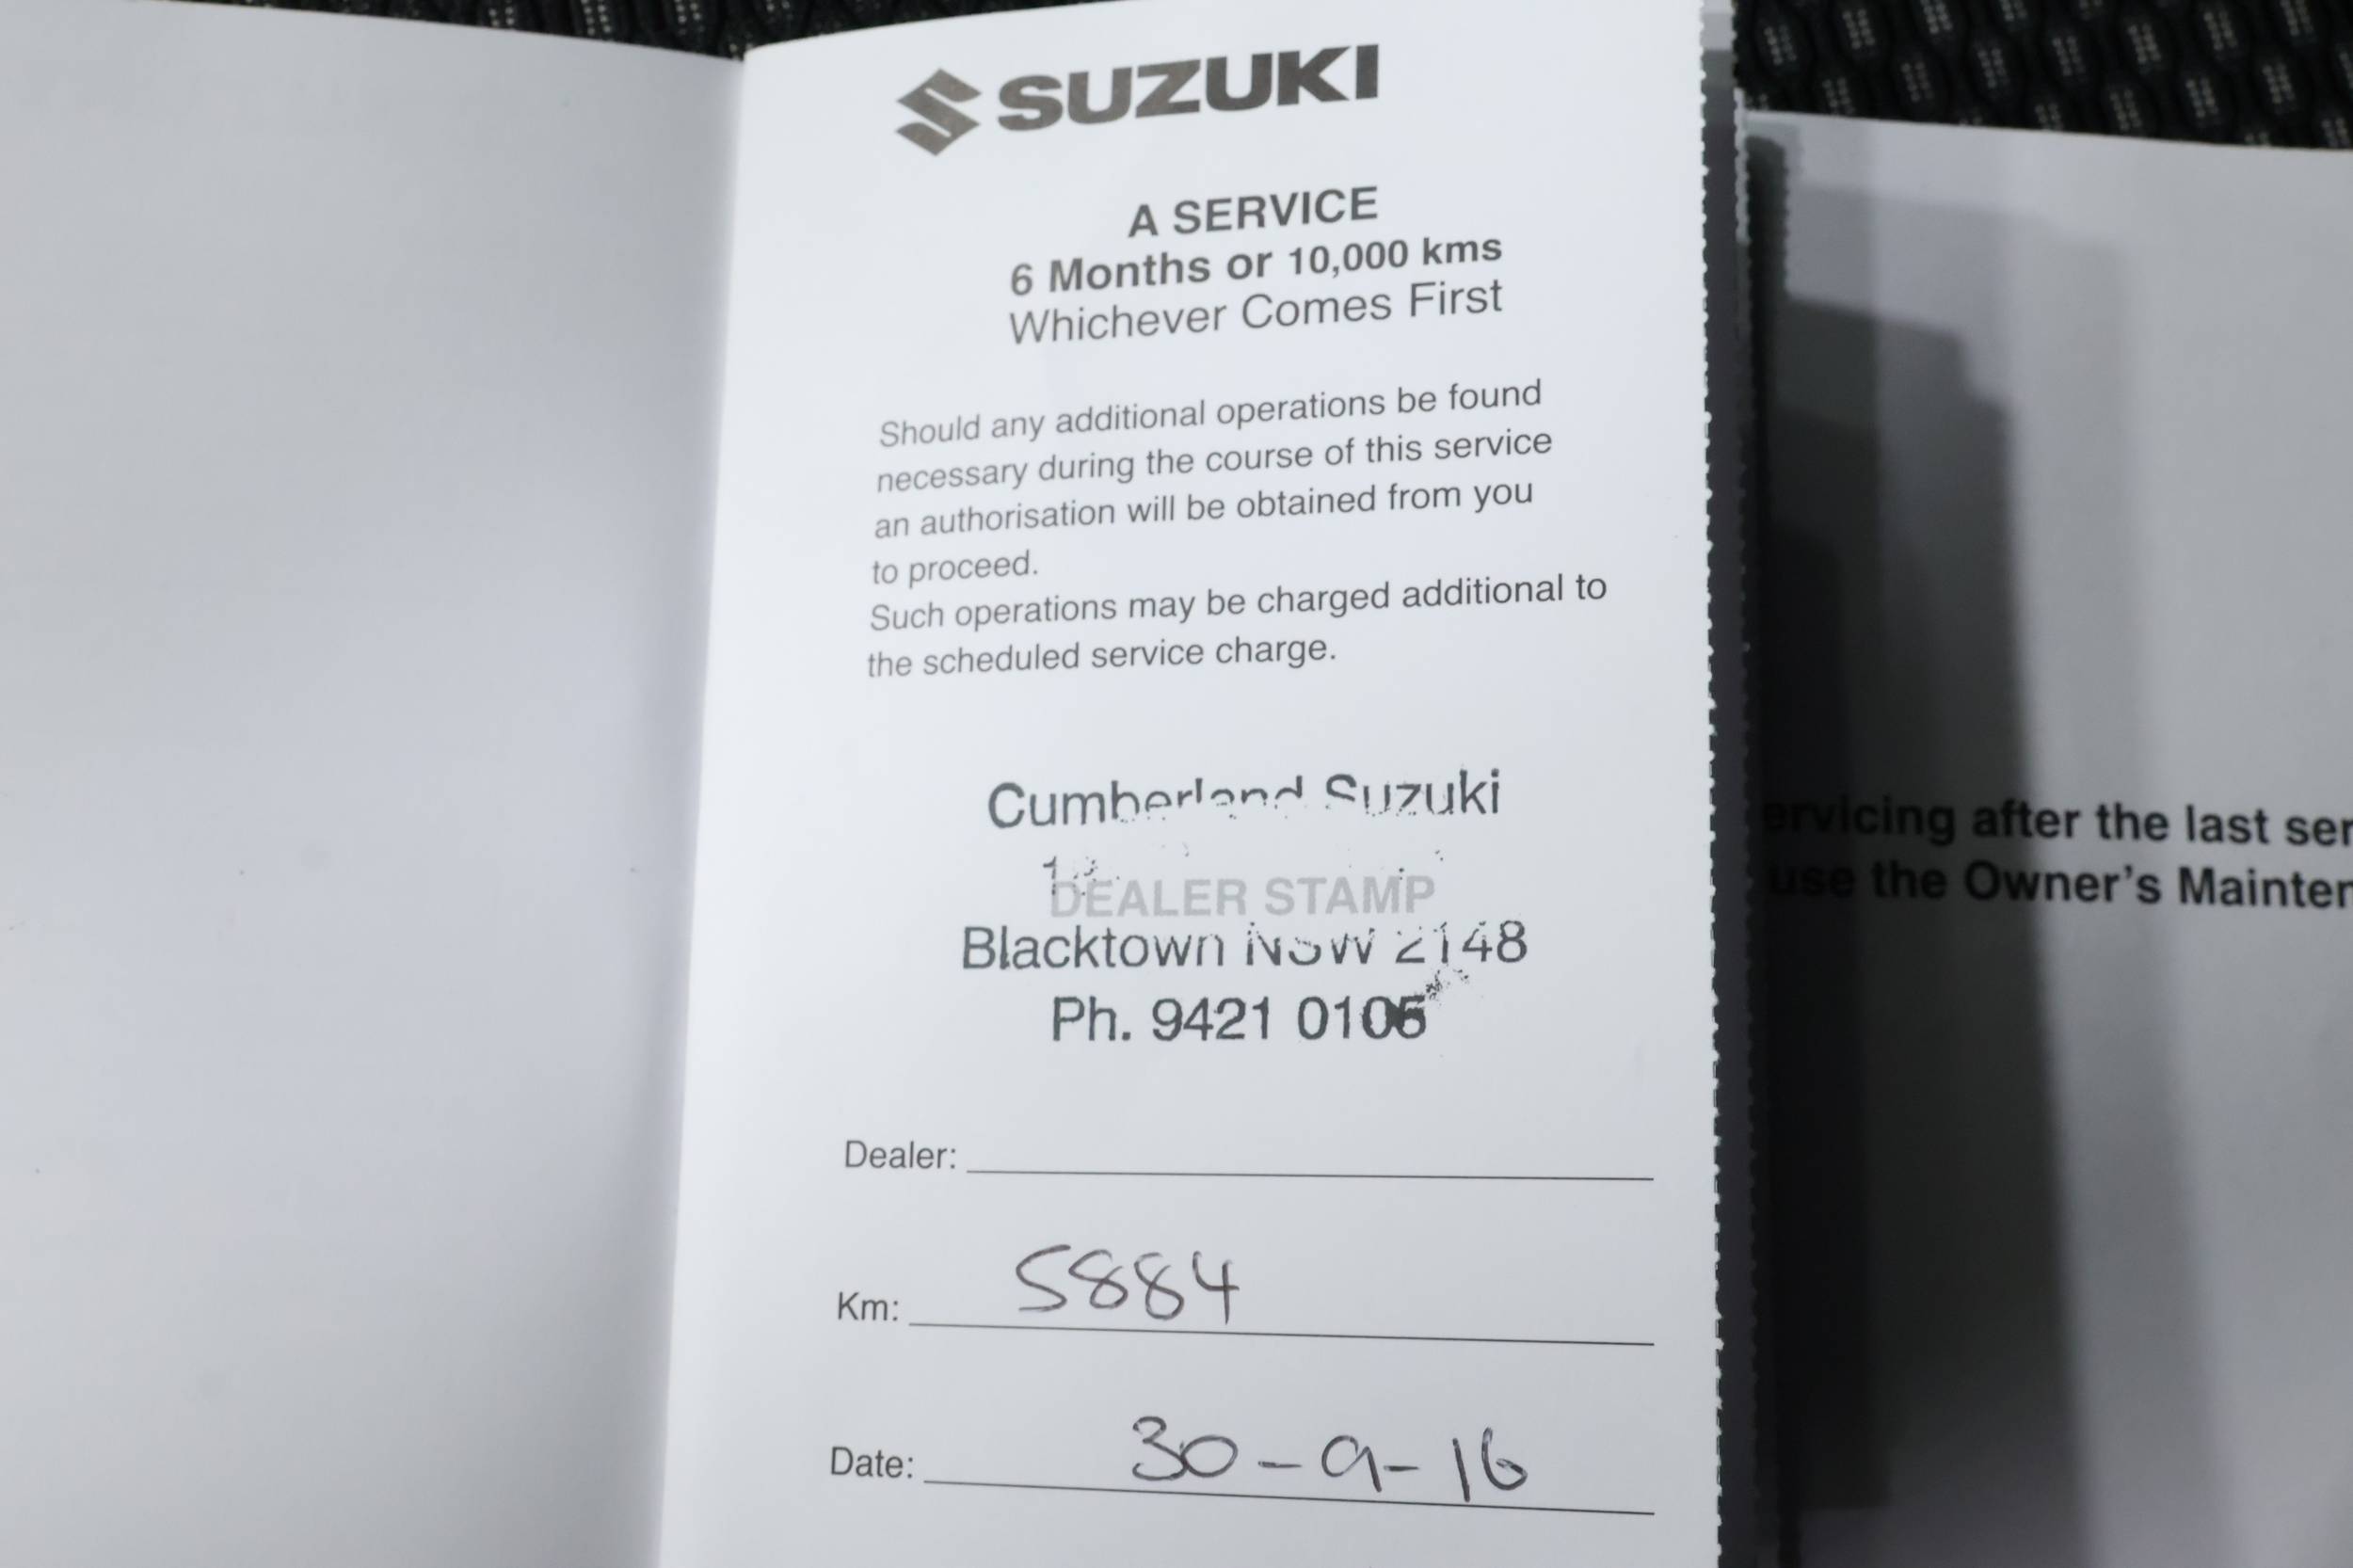 SUZUKI
A SERVICE
6 Months or 10,000 kms
Whichever Comes First
Should any additional operations be found
necessary during the course of this service
an authorisation will be obtained from you
to proceed.
Such operations may be charged additional to
the scheduled service charge.
Cumberland Suzuki
DEALER STAMP
Blacktown NSW 2148
Ph. 9421 0105
Dealer:
Km: 5884
Date: 30-9-16
ervicing after the last ser
use the Owner's Mainten